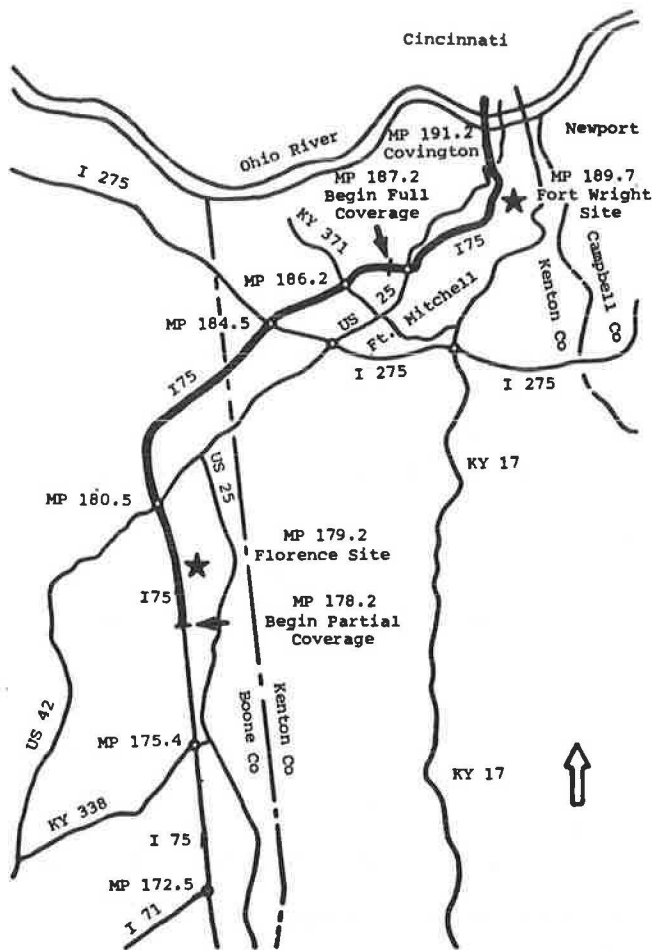 Cincinnati
MP 191.2
Covington
Newport
Ohio River
I 275
MP 187.2
Begin Full
Coverage
MP 189.7
Fort Wright
Site
KY 371
I75
MP 186.2
US 25
Ft. Mitchell
Kenton Co
Campbell Co
MP 184.5
I 275
I 275
I75
KY 17
US 25
MP 180.5
MP 179.2
Florence Site
I75
MP 178.2
Begin Partial
Coverage
US 42
Boone Co
Kenton Co
MP 175.4
KY 17
KY 338
I 75
MP 172.5
I 71